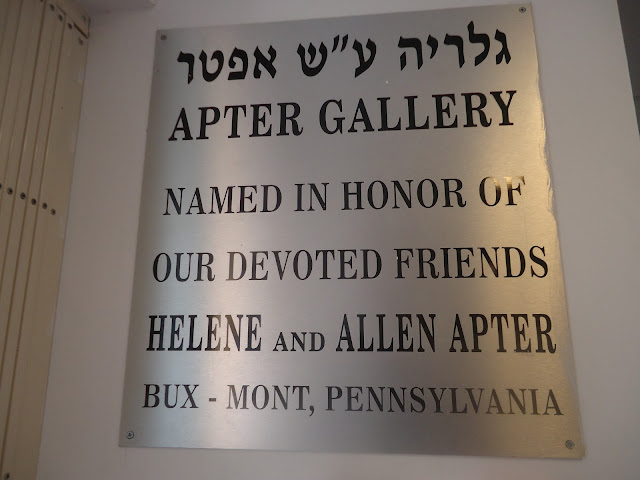 גלריה ע״ש אפטר
APTER GALLERY
NAMED IN HONOR OF
OUR DEVOTED FRIENDS
HELENE AND ALLEN APTER
BUX - MONT, PENNSYLVANIA